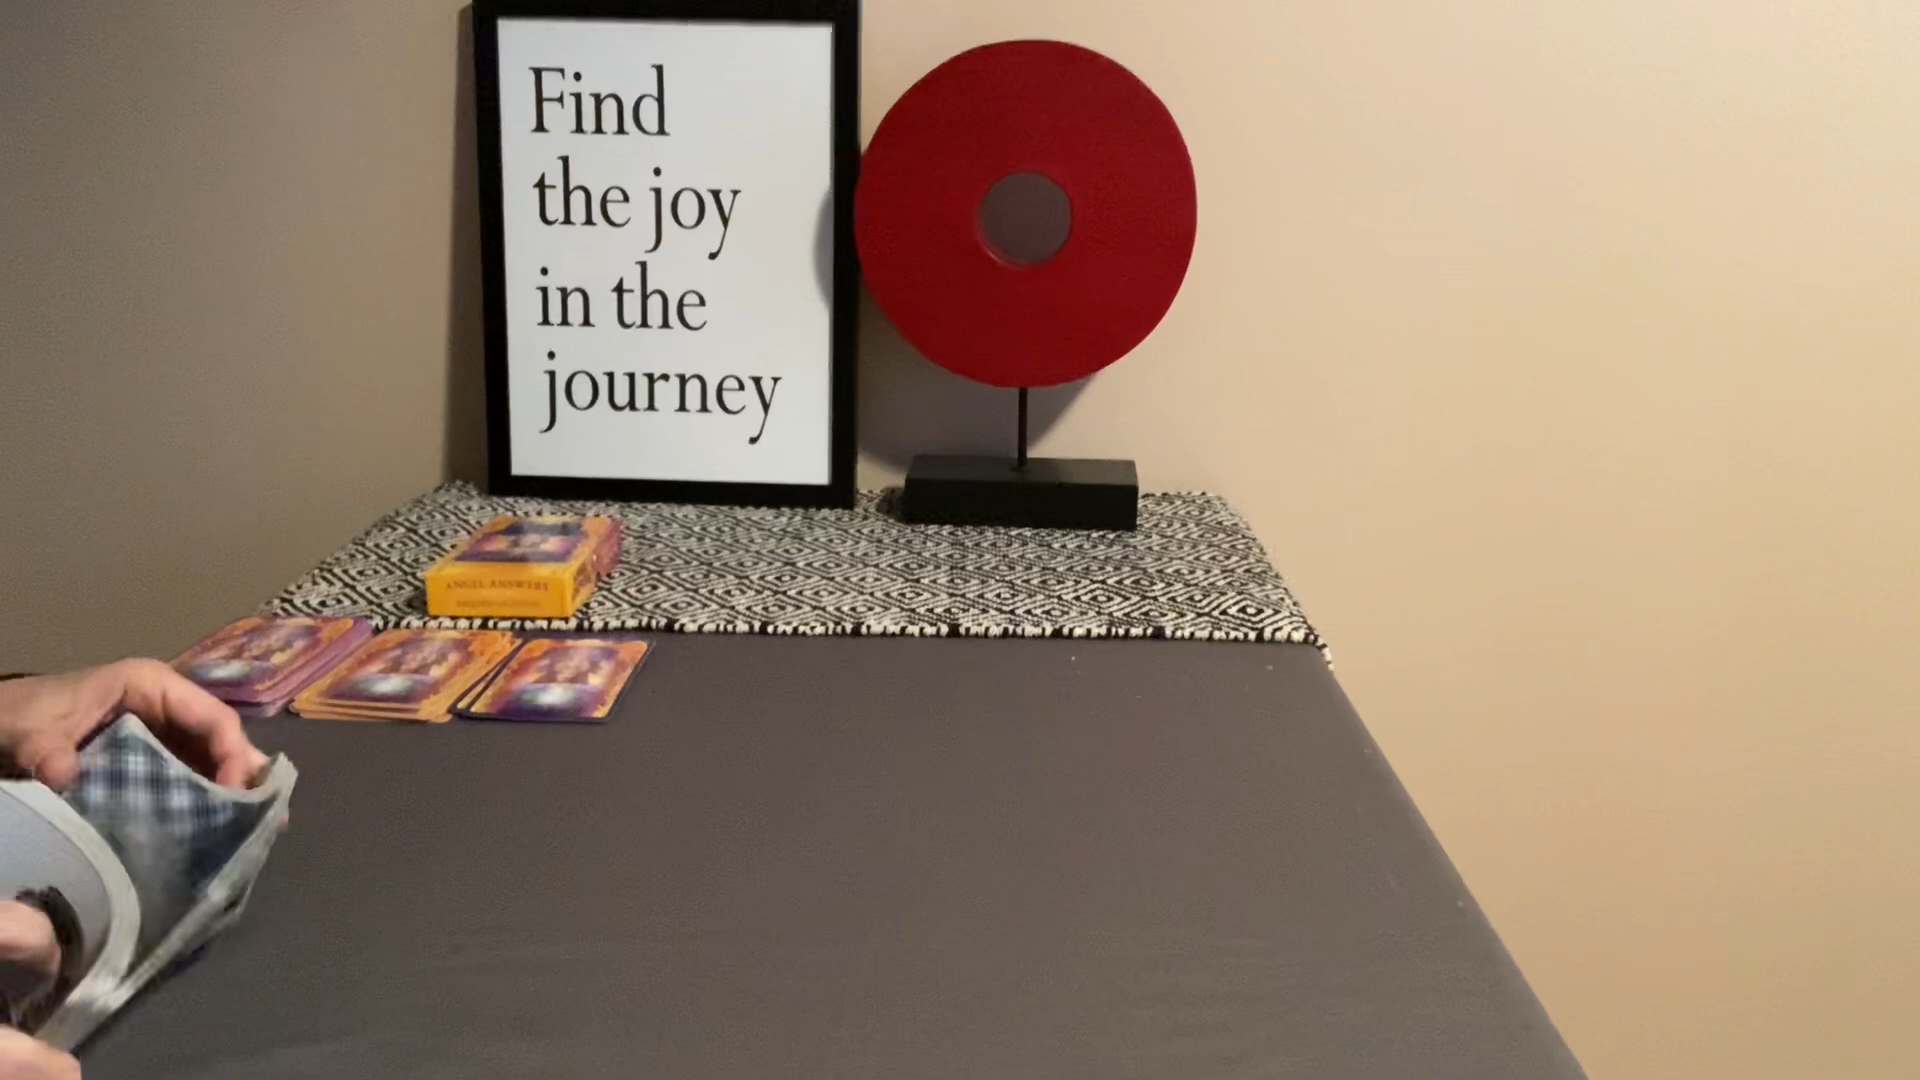 Find
the joy
in the
journey
ANGEL ANSWERS